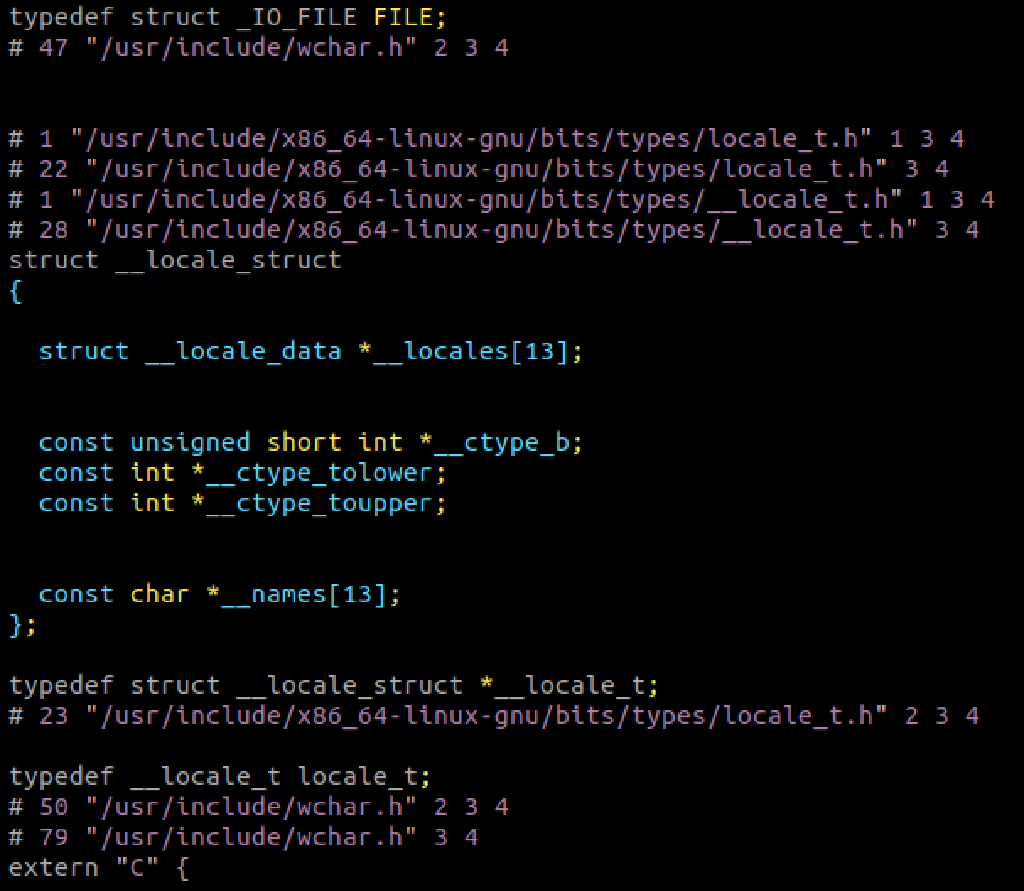 typedef struct _IO_FILE FILE;
# 47 "/usr/include/wchar.h" 2 3 4
# 1 "/usr/include/x86_64-linux-gnu/bits/types/locale_t.h" 1 3 4
# 22 "/usr/include/x86_64-linux-gnu/bits/types/locale_t.h" 3 4
# 1 "/usr/include/x86_64-linux-gnu/bits/types/__locale_t.h" 1 3 4
# 28 "/usr/include/x86_64-linux-gnu/bits/types/__locale_t.h" 3 4
struct __locale_struct
{
  struct __locale_data *__locales[13];
  const unsigned short int *__ctype_b;
  const int *__ctype_tolower;
  const int *__ctype_toupper;
  const char *__names[13];
};
typedef struct __locale_struct *__locale_t;
# 23 "/usr/include/x86_64-linux-gnu/bits/types/locale_t.h" 2 3 4
typedef __locale_t locale_t;
# 50 "/usr/include/wchar.h" 2 3 4
# 79 "/usr/include/wchar.h" 3 4
extern "C" {